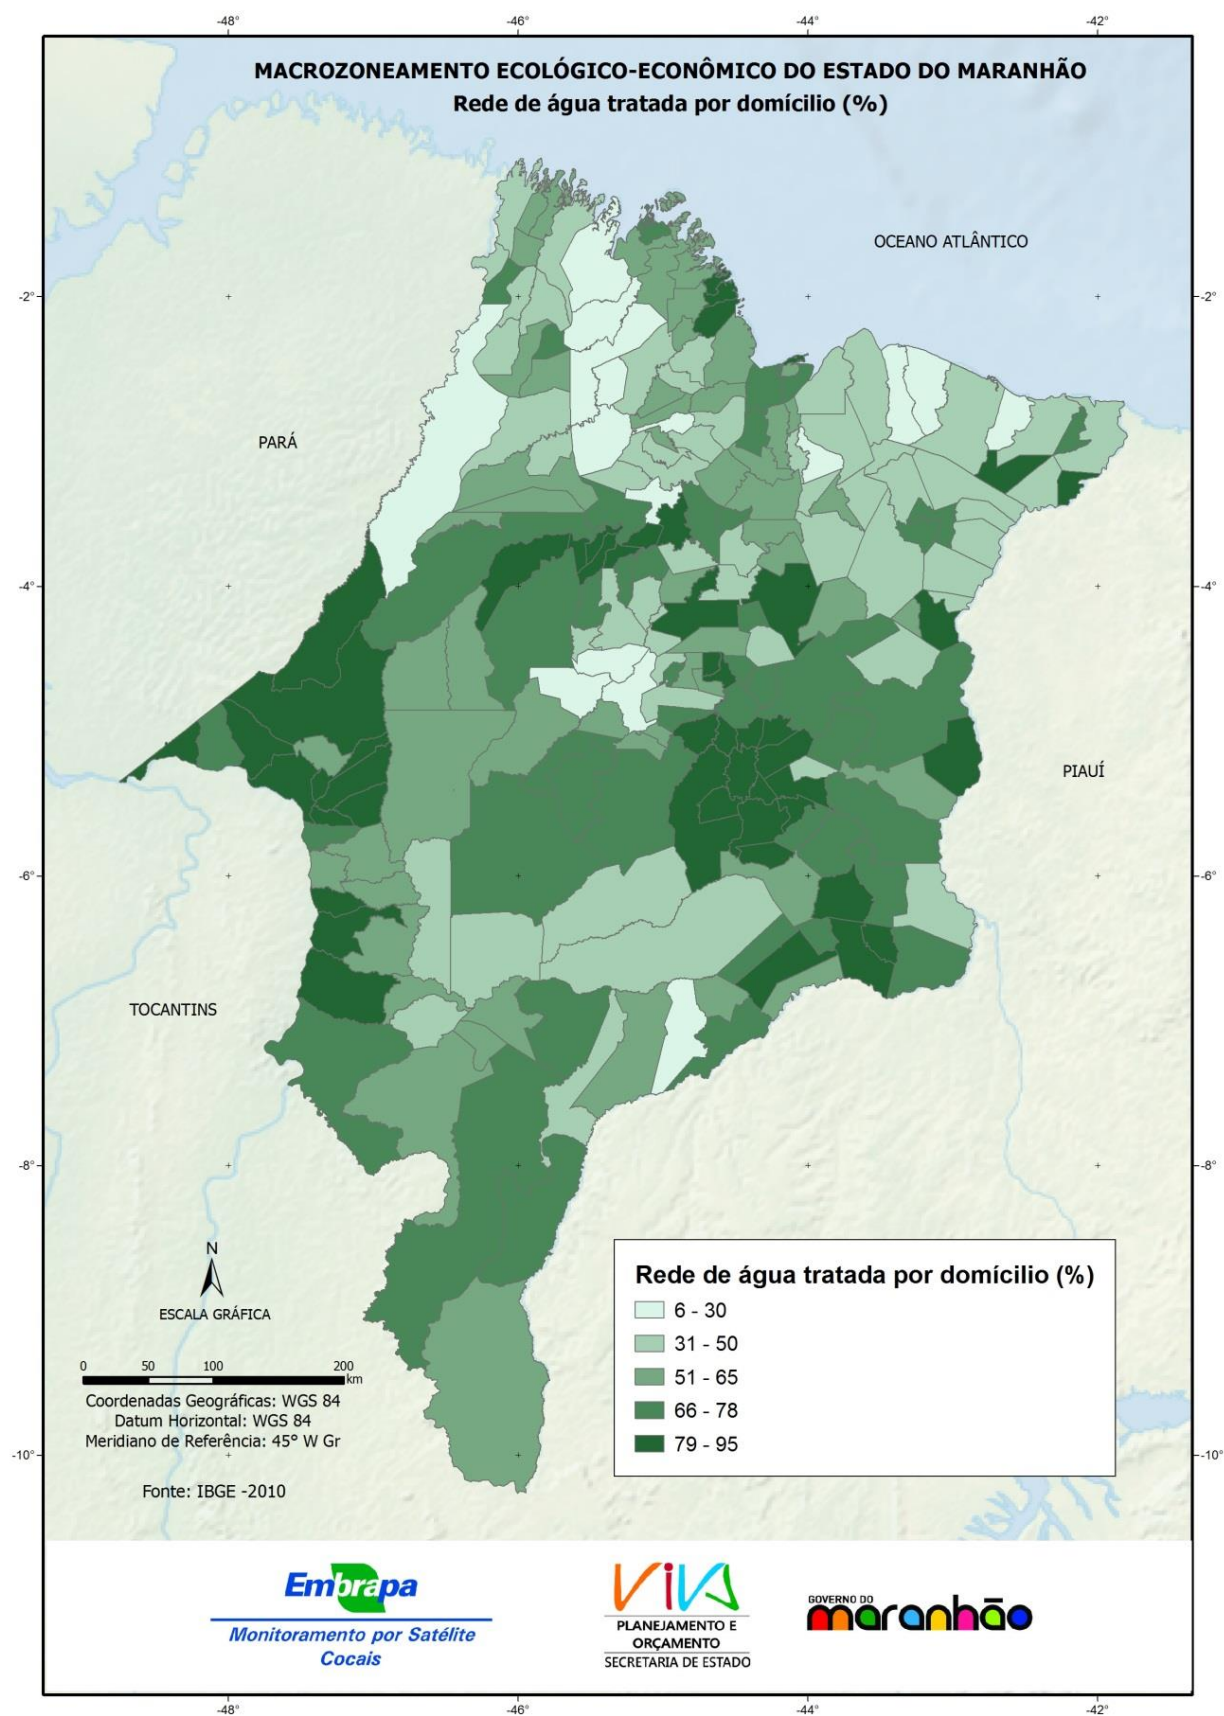 -48°
-46°
-44°
-42°
MACROZONEAMENTO ECOLÓGICO-ECONÔMICO DO ESTADO DO MARANHÃO
Rede de água tratada por domícilio (%)
OCEANO ATLÂNTICO
-2°
-2°
PARÁ
-4°
-4°
PIAUÍ
-6°
-6°
TOCANTINS
-8°
-8°
N
ESCALA GRÁFICA
0 50 100 200
km
Coordenadas Geográficas: WGS 84
Datum Horizontal: WGS 84
Meridiano de Referência: 45° W Gr
Fonte: IBGE -2010
Rede de água tratada por domícilio (%)
6 - 30
31 - 50
51 - 65
66 - 78
79 - 95
-10°
-10°
Embrapa
Monitoramento por Satélite
Cocais
VIVA
PLANEJAMENTO E
ORÇAMENTO
SECRETARIA DE ESTADO
GOVERNO DO
maranhão
-48°
-46°
-44°
-42°